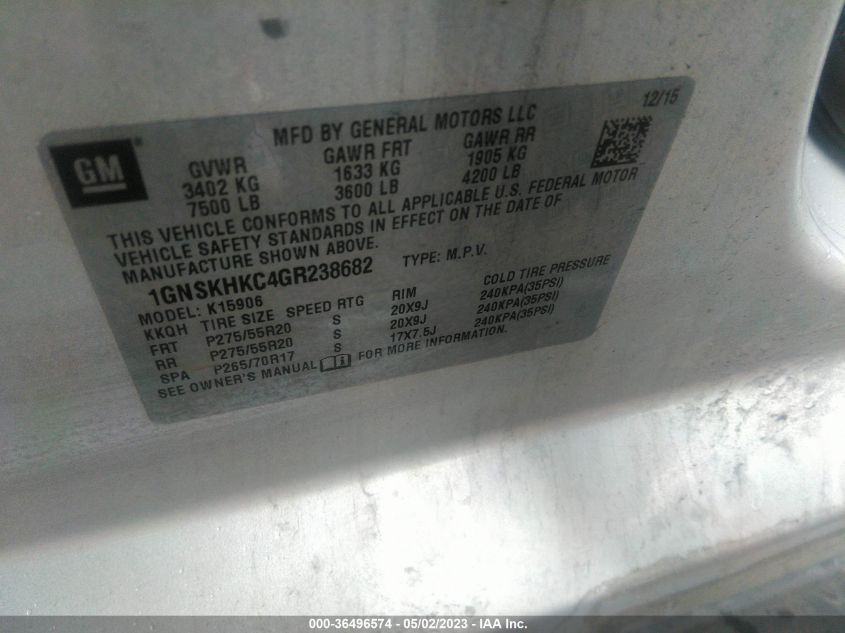 12/15
MFD BY GENERAL MOTORS LLC
GM
GVWR GAWR FRT GAWR RR
3402 KG 1633 KG 1905 KG
7500 LB 3600 LB 4200 LB
THIS VEHICLE CONFORMS TO ALL APPLICABLE U.S. FEDERAL MOTOR
VEHICLE SAFETY STANDARDS IN EFFECT ON THE DATE OF
MANUFACTURE SHOWN ABOVE.
1GNSKHKC4GR238682 TYPE: M.P.V.
MODEL: K15906
KKQH TIRE SIZE SPEED RTG RIM COLD TIRE PRESSURE
FRT P275/55R20 S 20X9J 240KPA(35PSI)
RR P275/55R20 S 20X9J 240KPA(35PSI)
SPA P265/70R17 S 17X7.5J 240KPA(35PSI)
SEE OWNER'S MANUAL FOR MORE INFORMATION.
000-36496574 - 05/02/2023 - IAA Inc.